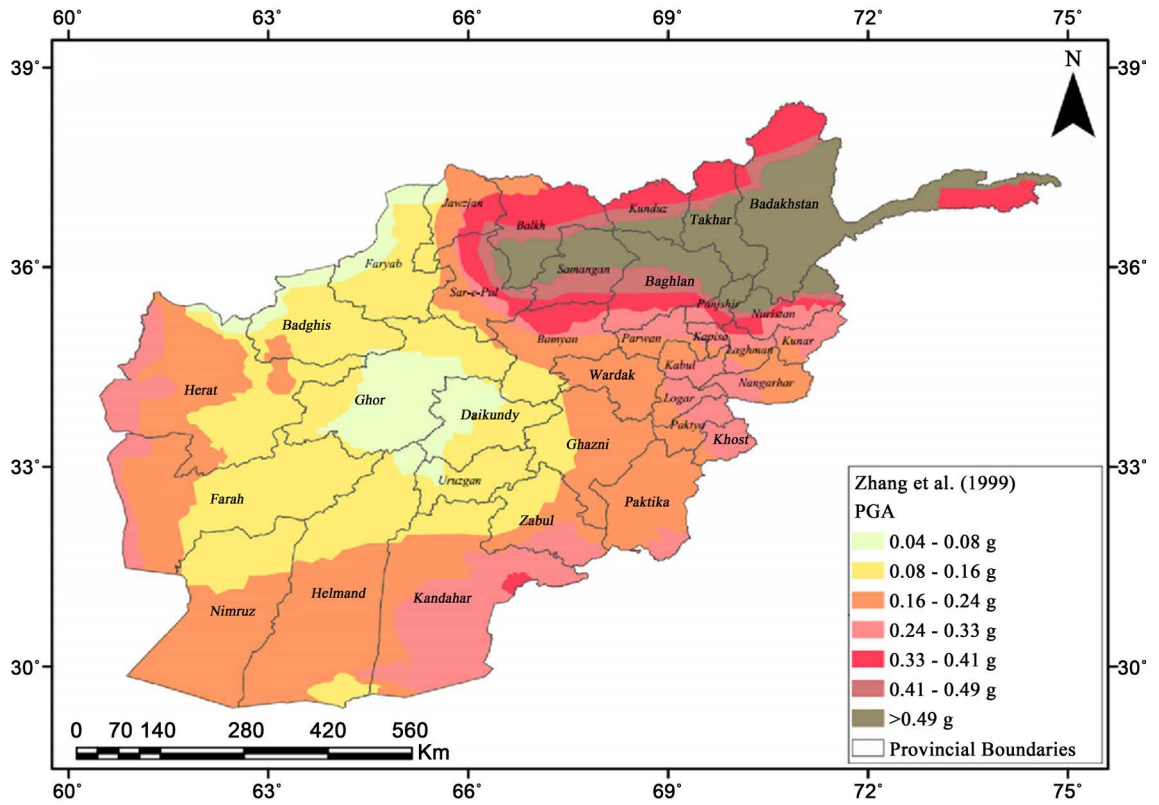 60° 63° 66° 69° 72° 75°
39° 39°
N
Jawzjan
Balkh
Kunduz
Takhar
Badakhstan
Faryab
36° 36°
Samangan
Baghlan
Sar-e-Pul
Panjshir
Nuristan
Badghis
Bamyan
Parwan
Kapisa
Laghman
Kunar
Herat
Ghor
Wardak
Kabul
Nangarhar
Daikundy
Logar
Ghazni
Paktya
Khost
33° 33°
Uruzgan
Farah
Zabul
Paktika
Nimruz
Helmand
Kandahar
30° 30°
Zhang et al. (1999)
PGA
0.04 - 0.08 g
0.08 - 0.16 g
0.16 - 0.24 g
0.24 - 0.33 g
0.33 - 0.41 g
0.41 - 0.49 g
>0.49 g
Provincial Boundaries
0 70 140 280 420 560
Km
60° 63° 66° 69° 72° 75°